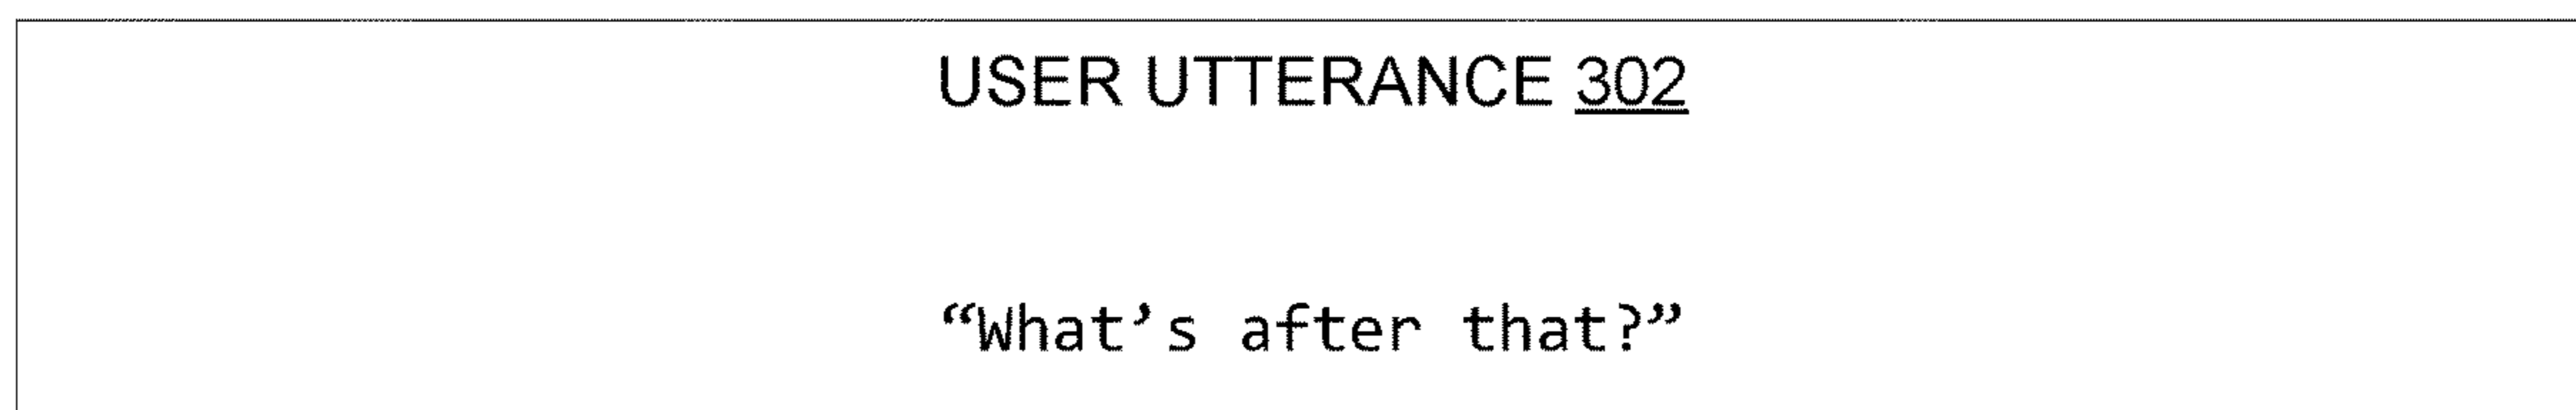 USER UTTERANCE 302
“What’s after that?”